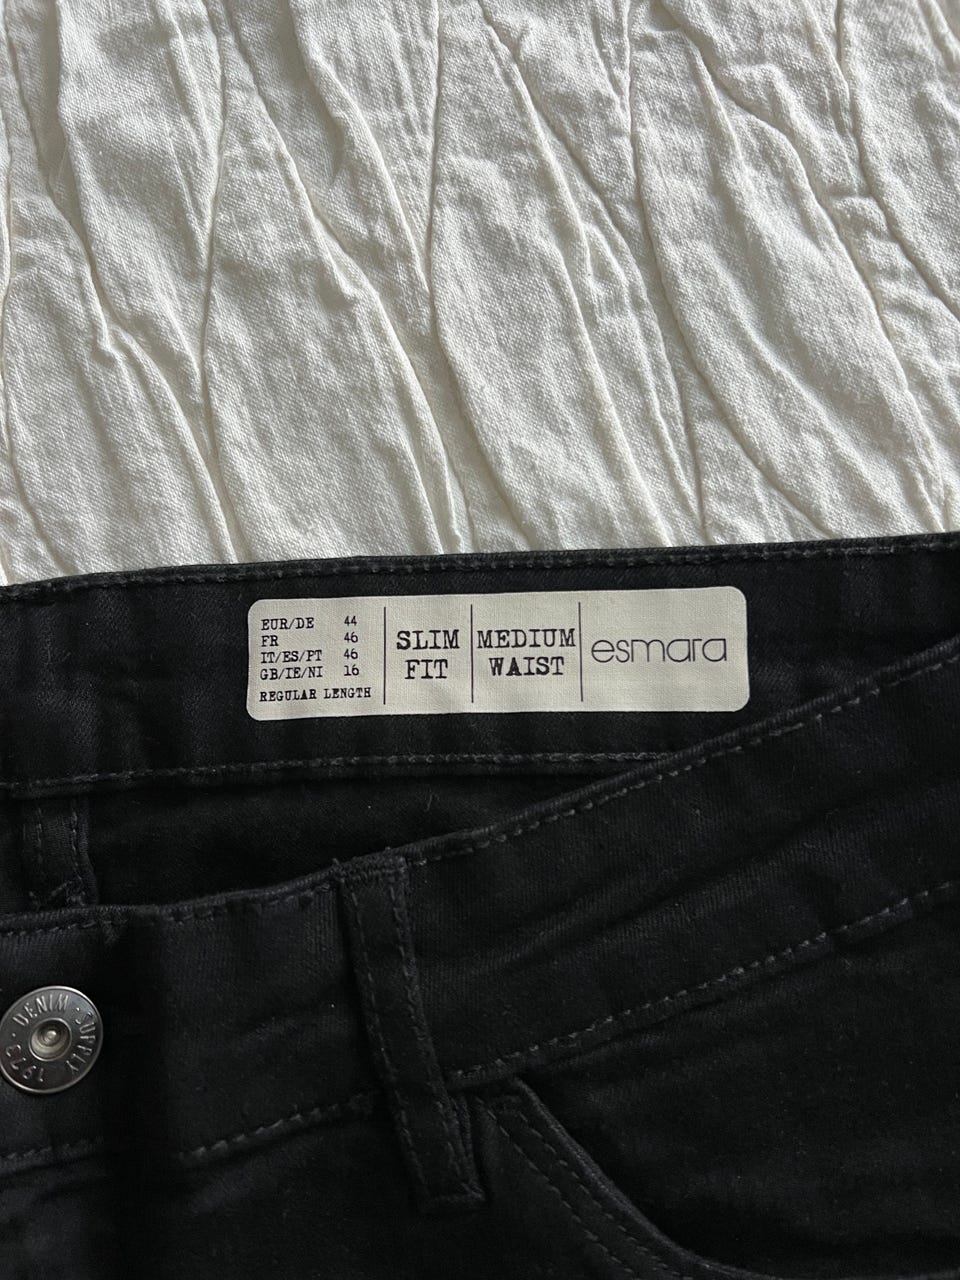 EUR/DE 44
FR 46
IT/ES/PT 46
GB/IE/NI 16
REGULAR LENGTH
SLIM
FIT
MEDIUM
WAIST
esmara
DENIM · SUPPLY · 1973